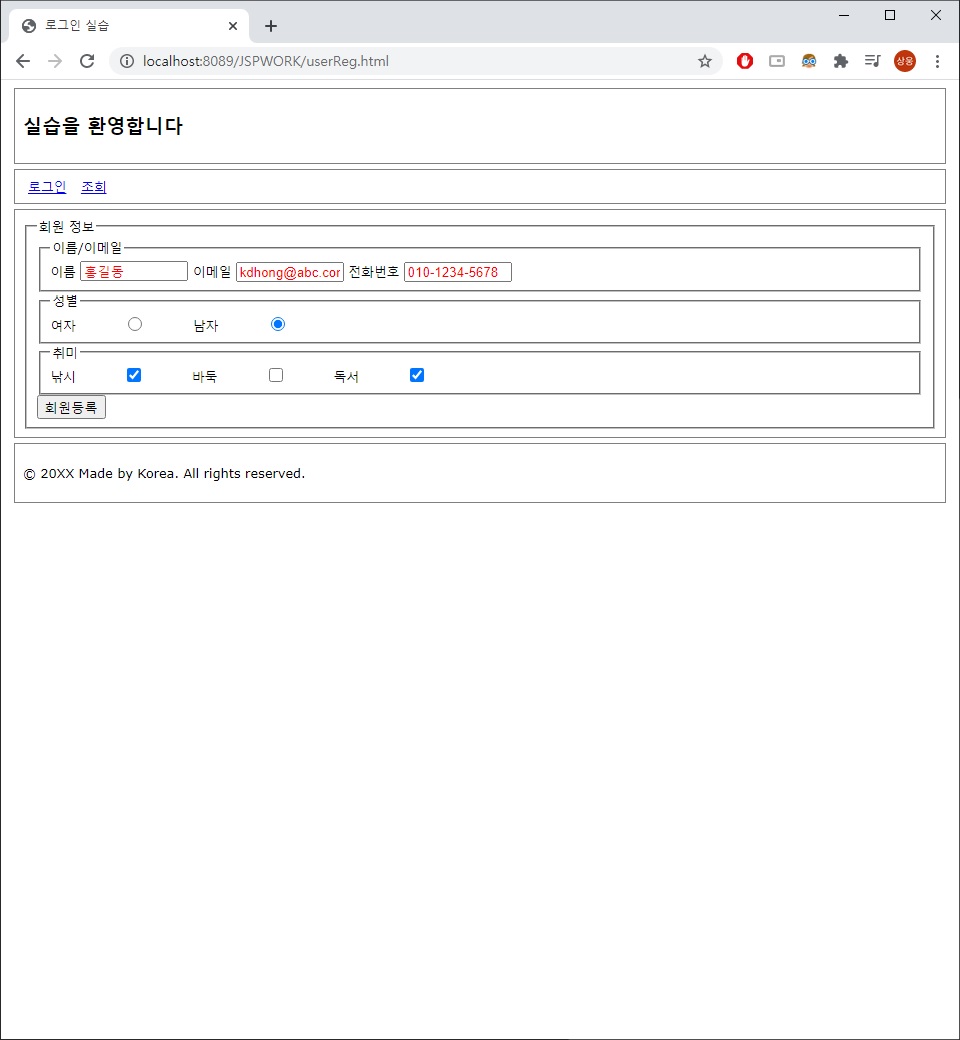 로그인 실습
localhost:8089/JSPWORK/userReg.html
상웅
실습을 환영합니다
로그인 조회
회원 정보
이름/이메일
이름 홍길동 이메일 kdhong@abc.cor 전화번호 010-1234-5678
성별
여자 남자
취미
낚시 바둑 독서
회원등록
© 20XX Made by Korea. All rights reserved.